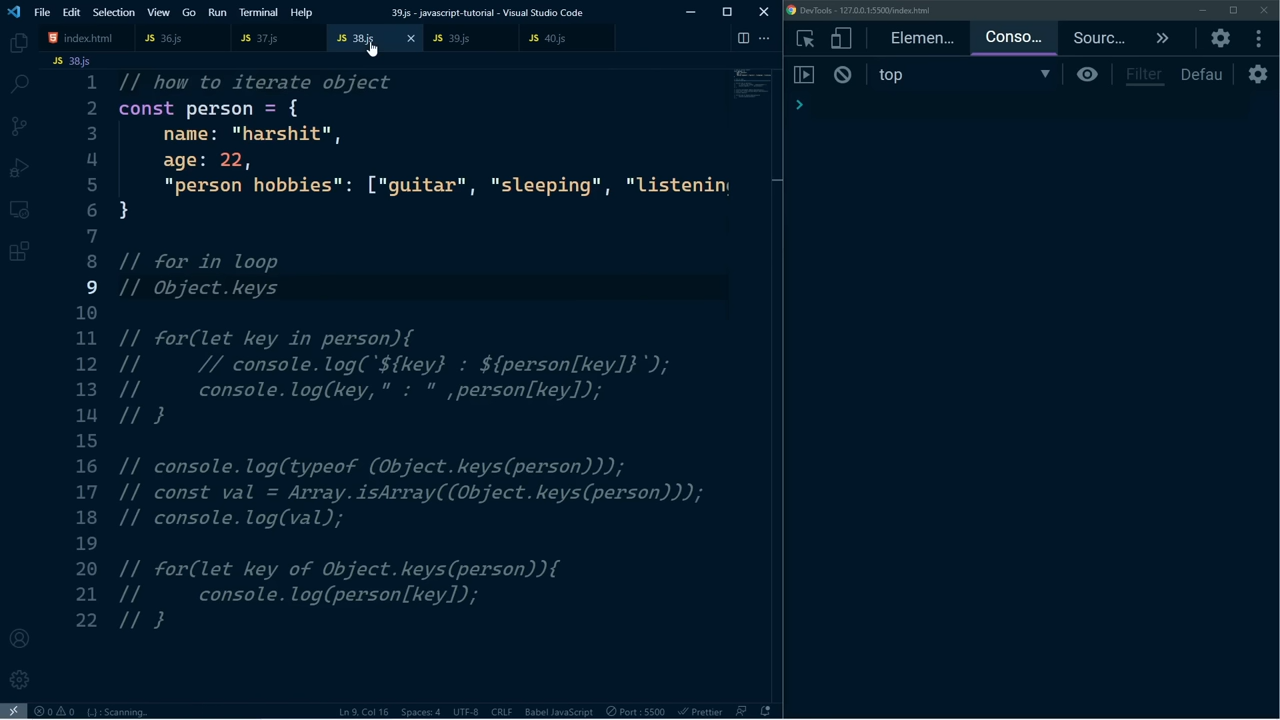 File Edit Selection View Go Run Terminal Help
39.js - javascript-tutorial - Visual Studio Code
index.html
JS 36.js
JS 37.js
JS 38.js
JS 39.js
JS 40.js
JS 38.js
1 // how to iterate object
2 const person = {
3 name: "harshit",
4 age: 22,
5 "person hobbies": ["guitar", "sleeping", "listening
6 }
7
8 // for in loop
9 // Object.keys
10
11 // for(let key in person){
12 // // console.log(`${key} : ${person[key]}`);
13 // console.log(key," : " ,person[key]);
14 // }
15
16 // console.log(typeof (Object.keys(person)));
17 // const val = Array.isArray((Object.keys(person)));
18 // console.log(val);
19
20 // for(let key of Object.keys(person)){
21 // console.log(person[key]);
22 // }
0 0 {..} : Scanning.. Ln 9, Col 16 Spaces: 4 UTF-8 CRLF Babel JavaScript Port : 5500 Prettier
DevTools - 127.0.0.1:5500/index.html
Elemen... Conso... Sourc...
top Filter Defau